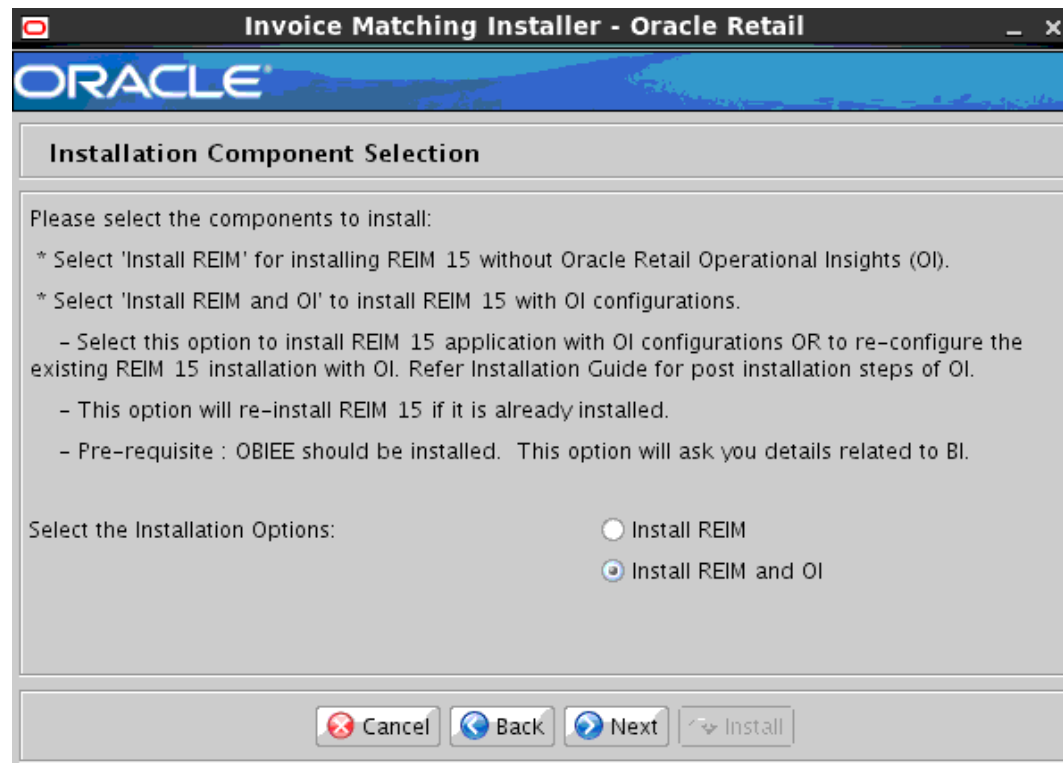 Invoice Matching Installer - Oracle Retail
ORACLE
Installation Component Selection
Please select the components to install:
* Select 'Install REIM' for installing REIM 15 without Oracle Retail Operational Insights (OI).
* Select 'Install REIM and OI' to install REIM 15 with OI configurations.
– Select this option to install REIM 15 application with OI configurations OR to re-configure the
existing REIM 15 installation with OI. Refer Installation Guide for post installation steps of OI.
– This option will re-install REIM 15 if it is already installed.
– Pre-requisite : OBIEE should be installed.  This option will ask you details related to BI.
Select the Installation Options:
Install REIM
Install REIM and OI
Cancel Back Next Install